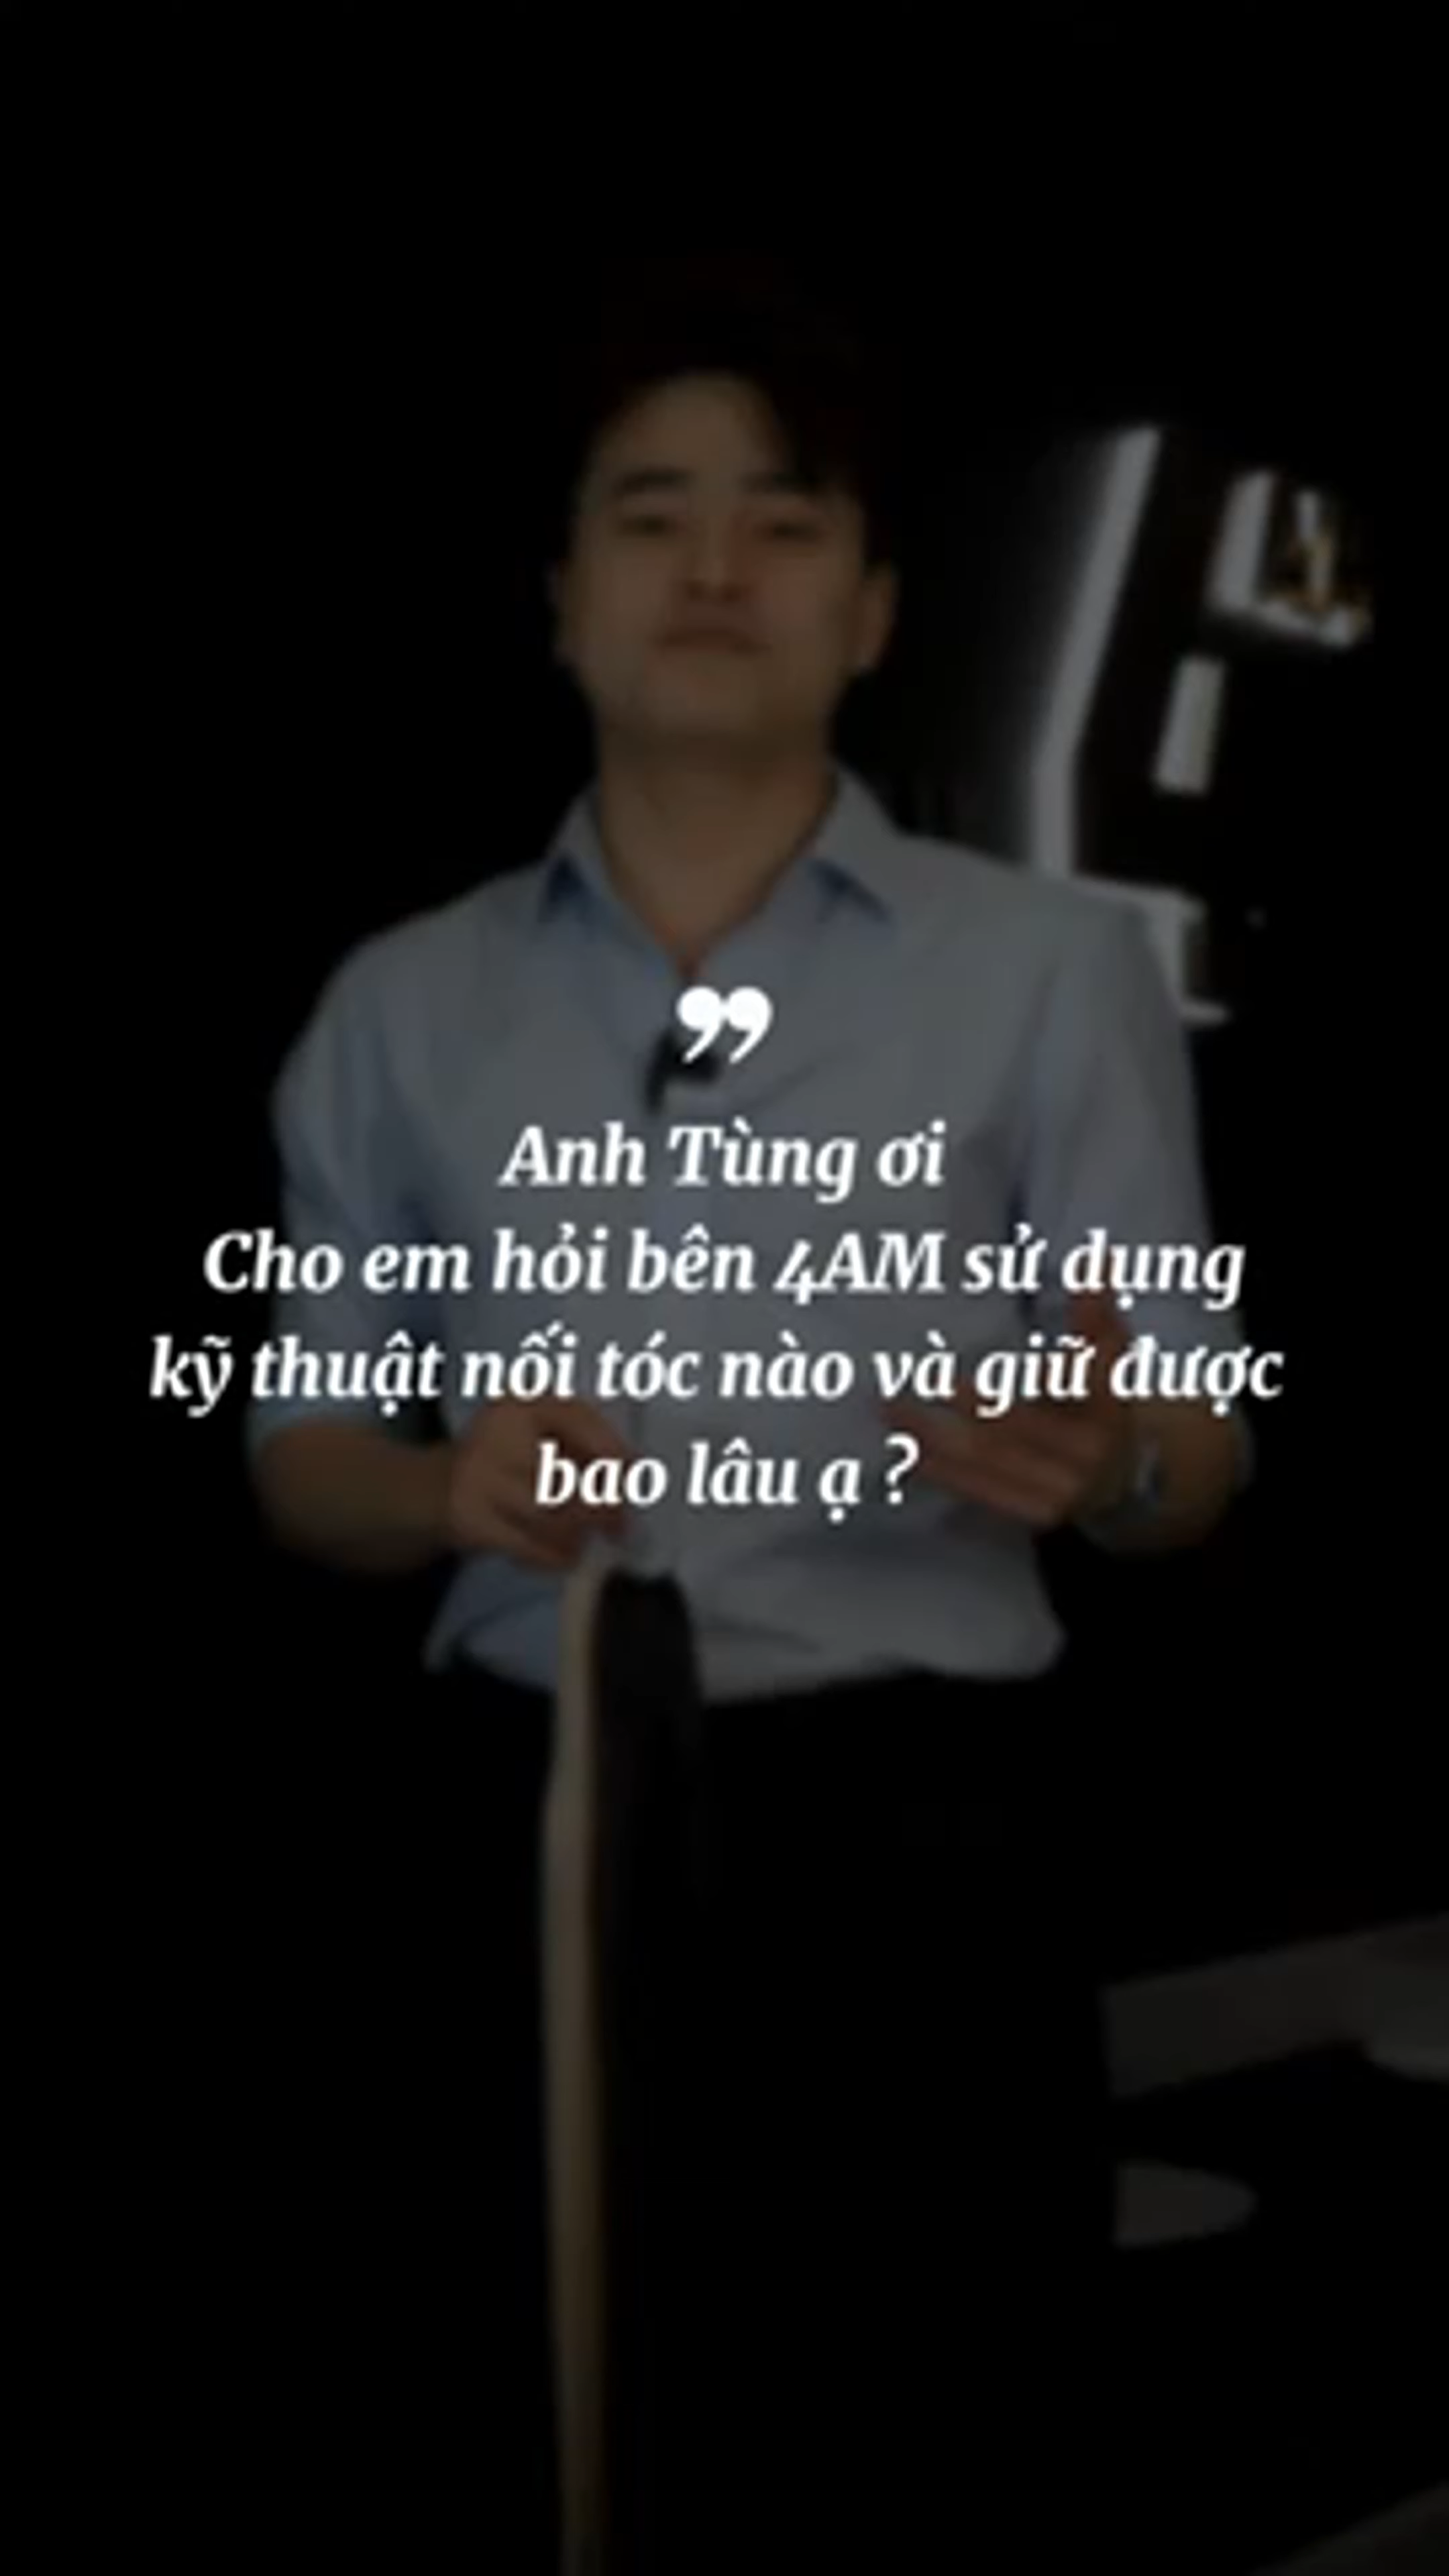 ”
Anh Tùng ơi
Cho em hỏi bên 4AM sử dụng
kỹ thuật nối tóc nào và giữ được
bao lâu ạ ?